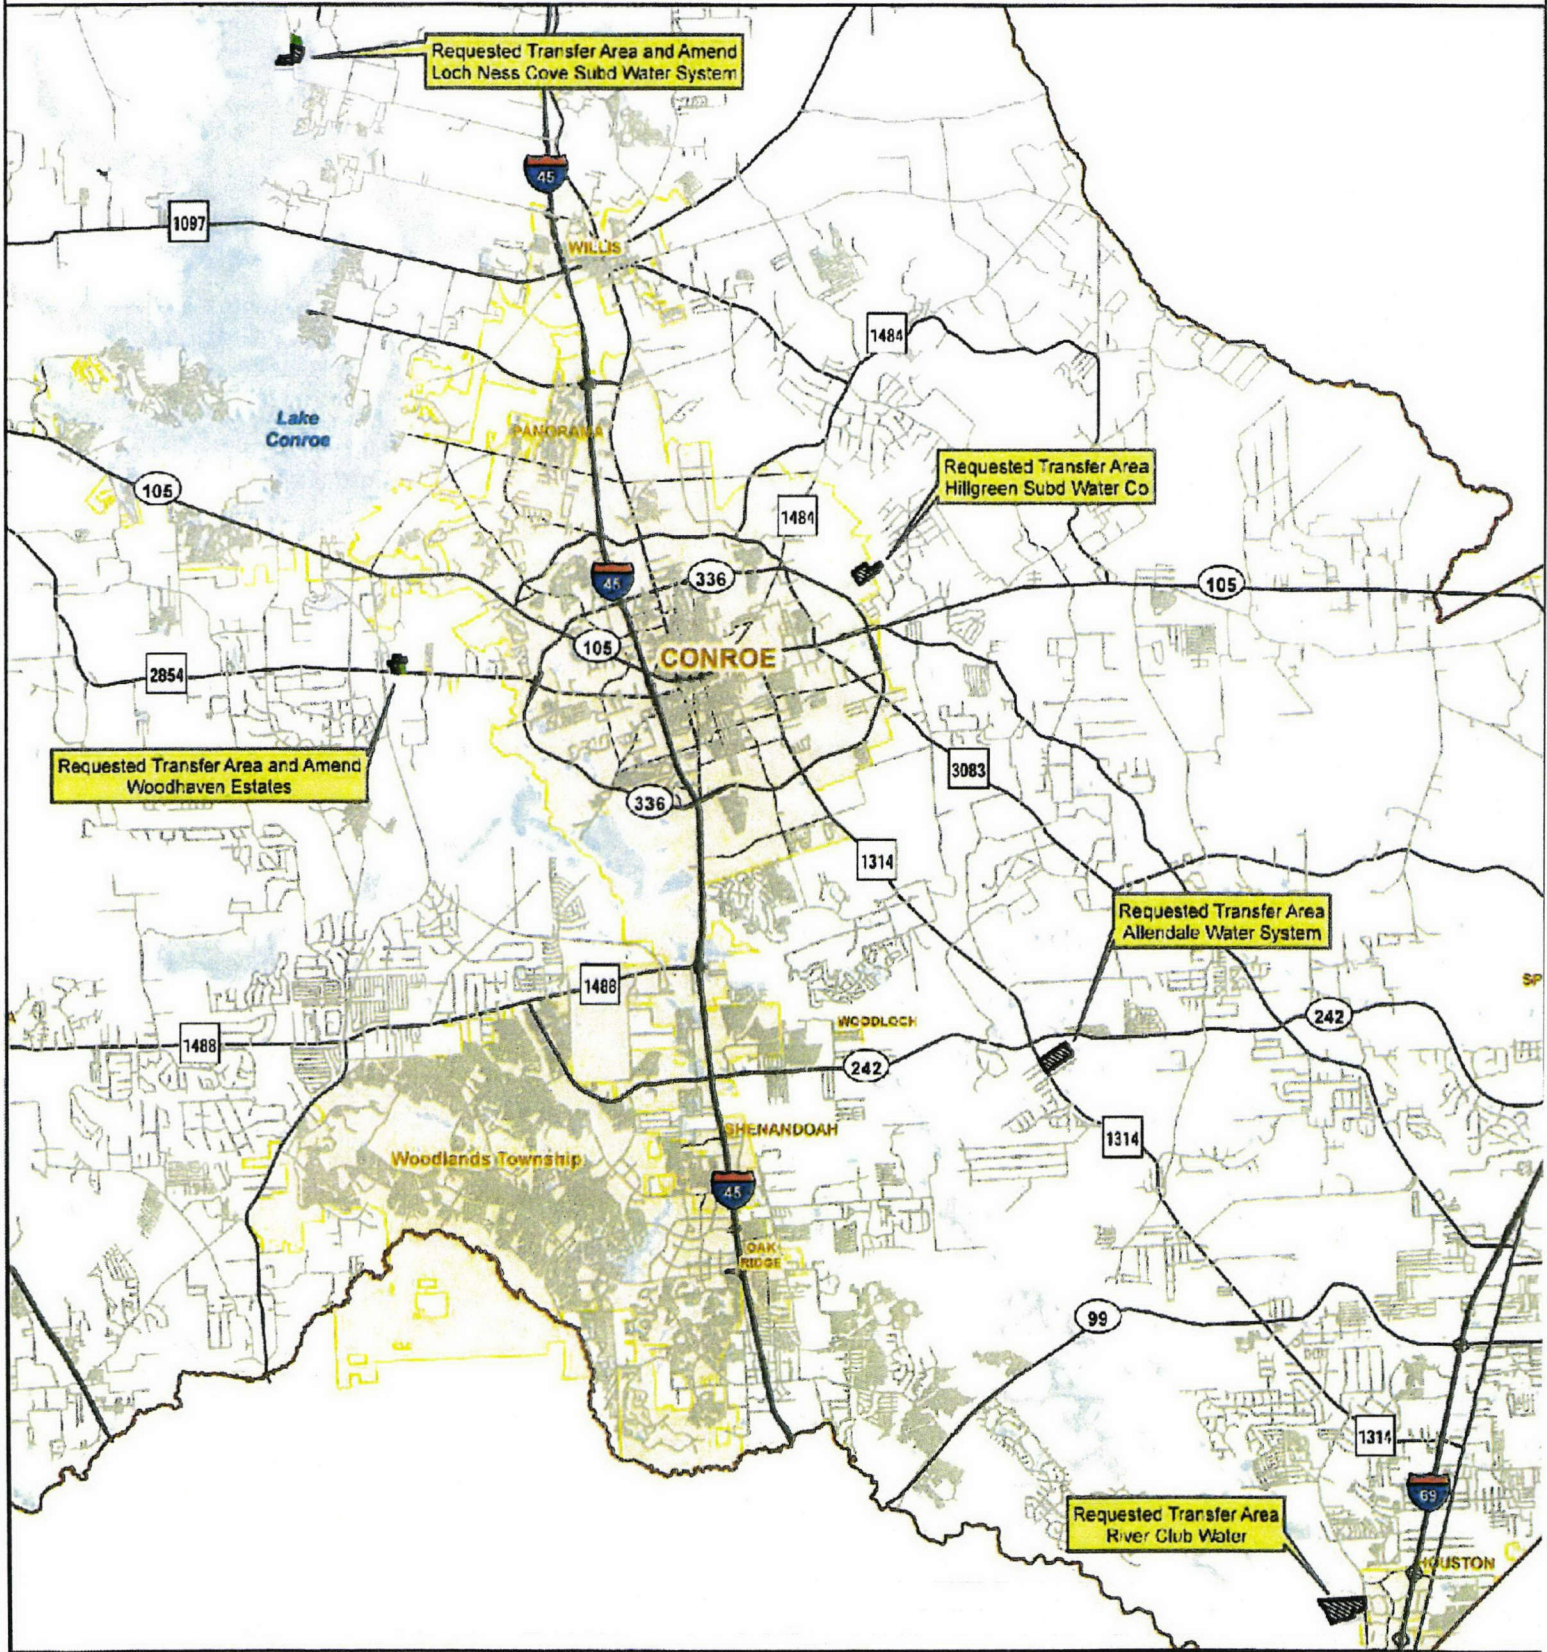 Requested Transfer Area and Amend
Loch Ness Cove Subd Water System
45
1097
WILLIS
1484
Lake
Conroe
PANORAMA
Requested Transfer Area
Hillgreen Subd Water Co
105
1484
45
336
105
105
CONROE
2854
Requested Transfer Area and Amend
Woodhaven Estates
3083
336
1314
Requested Transfer Area
Allendale Water System
SP
1488
WOODLOCH
242
1488
242
SHENANDOAH
1314
Woodlands Township
45
OAK
RIDGE
99
1314
69
Requested Transfer Area
River Club Water
HOUSTON